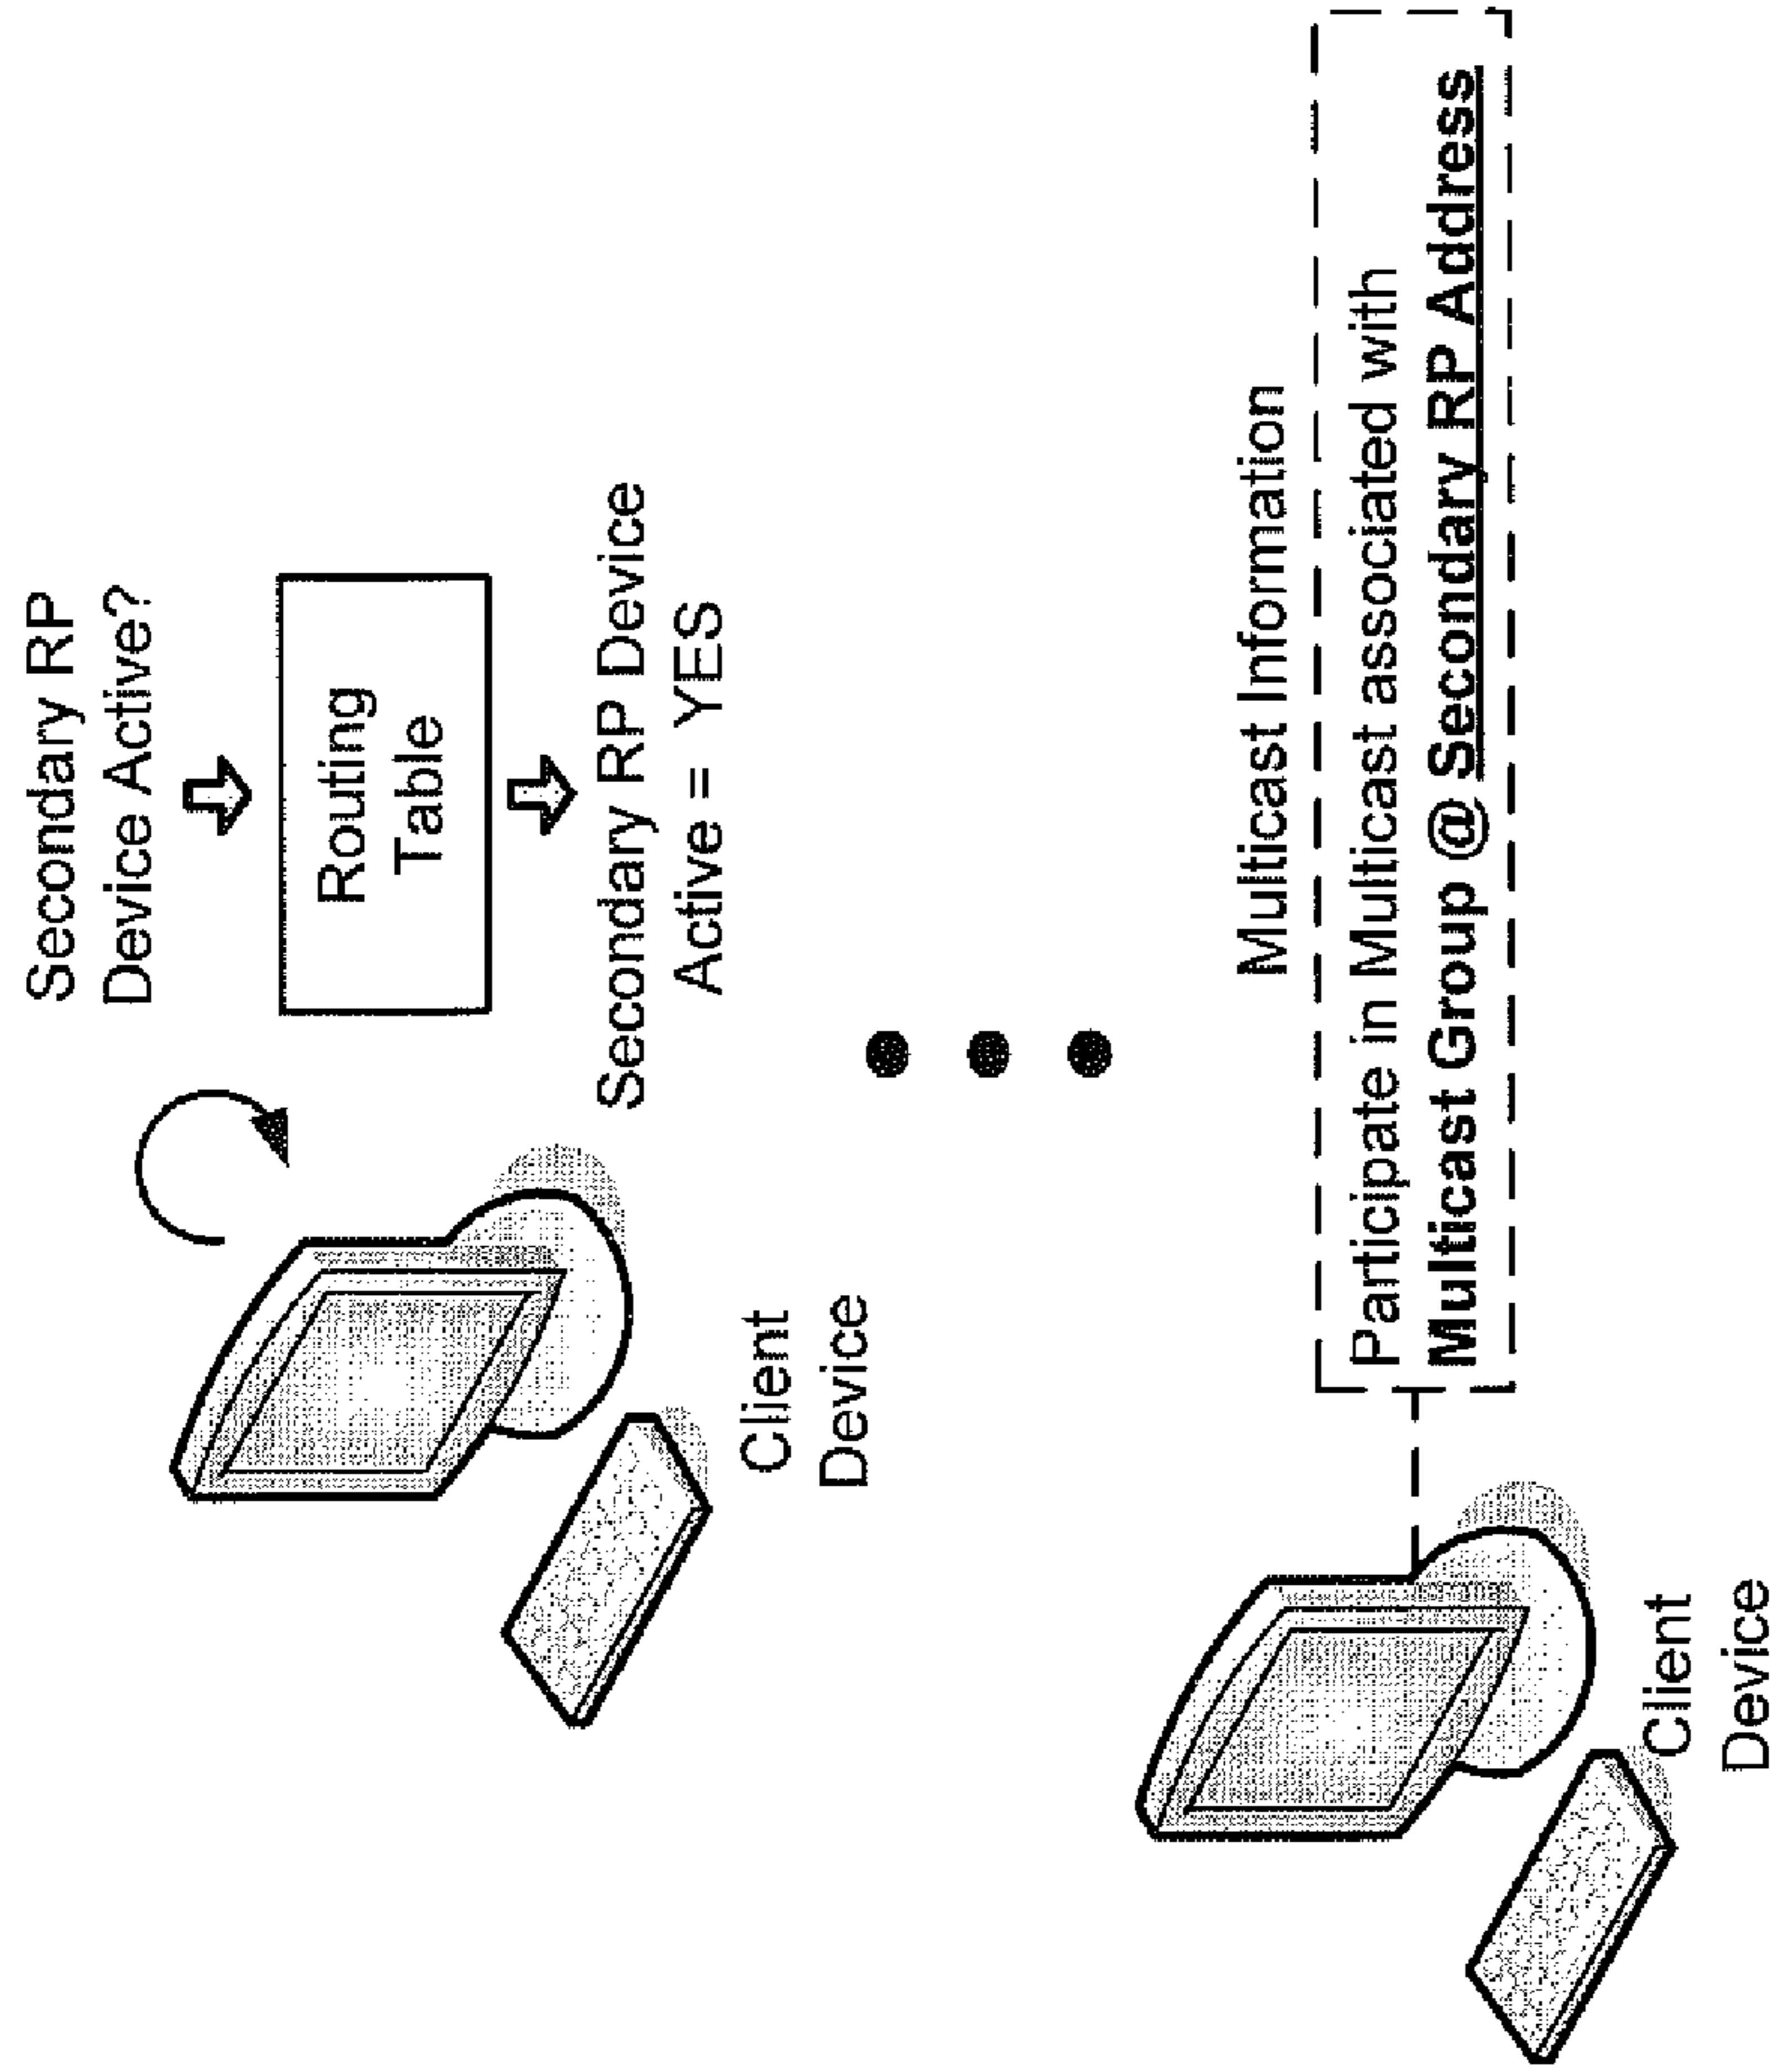 Secondary RP
Device Active?
Routing
Table
Secondary RP Device
Active = YES
Client
Device
Multicast Information
Participate in Multicast associated with
Multicast Group @ Secondary RP Address
Client
Device